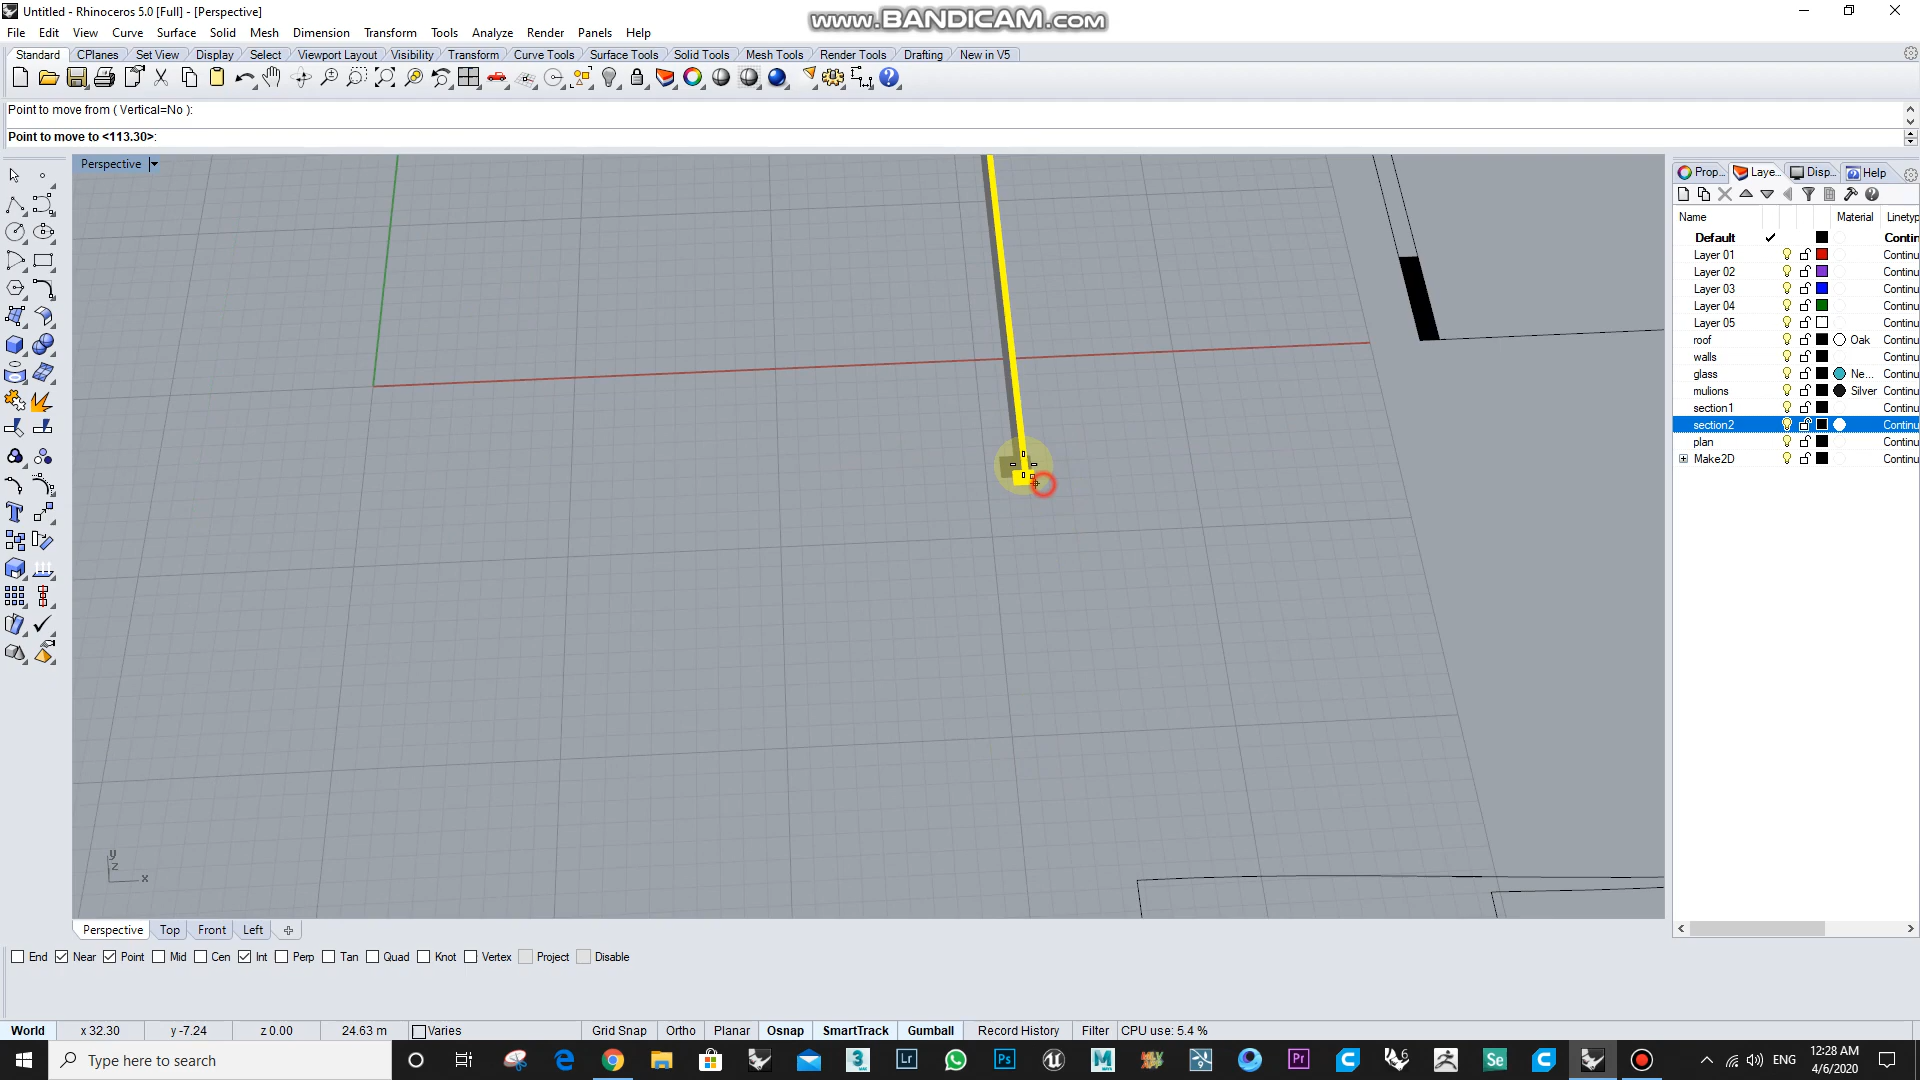 Untitled - Rhinoceros 5.0 [Full] - [Perspective]
www.BANDICAM.com
File Edit View Curve Surface Solid Mesh Dimension Transform Tools Analyze Render Panels Help
Standard CPlanes Set View Display Select Viewport Layout Visibility Transform Curve Tools Surface Tools Solid Tools Mesh Tools Render Tools Drafting New in V5
Point to move from ( Vertical=No ):
Point to move to <113.30>:
Perspective
Prop... Laye... Disp... Help
Name Material Linetyp
Default Contin
Layer 01 Continu
Layer 02 Continu
Layer 03 Continu
Layer 04 Continu
Layer 05 Continu
roof Oak Continu
walls Continu
glass Ne... Continu
mulions Silver Continu
section1 Continu
section2 Continu
plan Continu
Make2D Continu
y
z
x
Perspective Top Front Left
End Near Point Mid Cen Int Perp Tan Quad Knot Vertex Project Disable
World x 32.30 y -7.24 z 0.00 24.63 m Varies Grid Snap Ortho Planar Osnap SmartTrack Gumball Record History Filter CPU use: 5.4 %
Type here to search
ENG
12:28 AM
4/6/2020